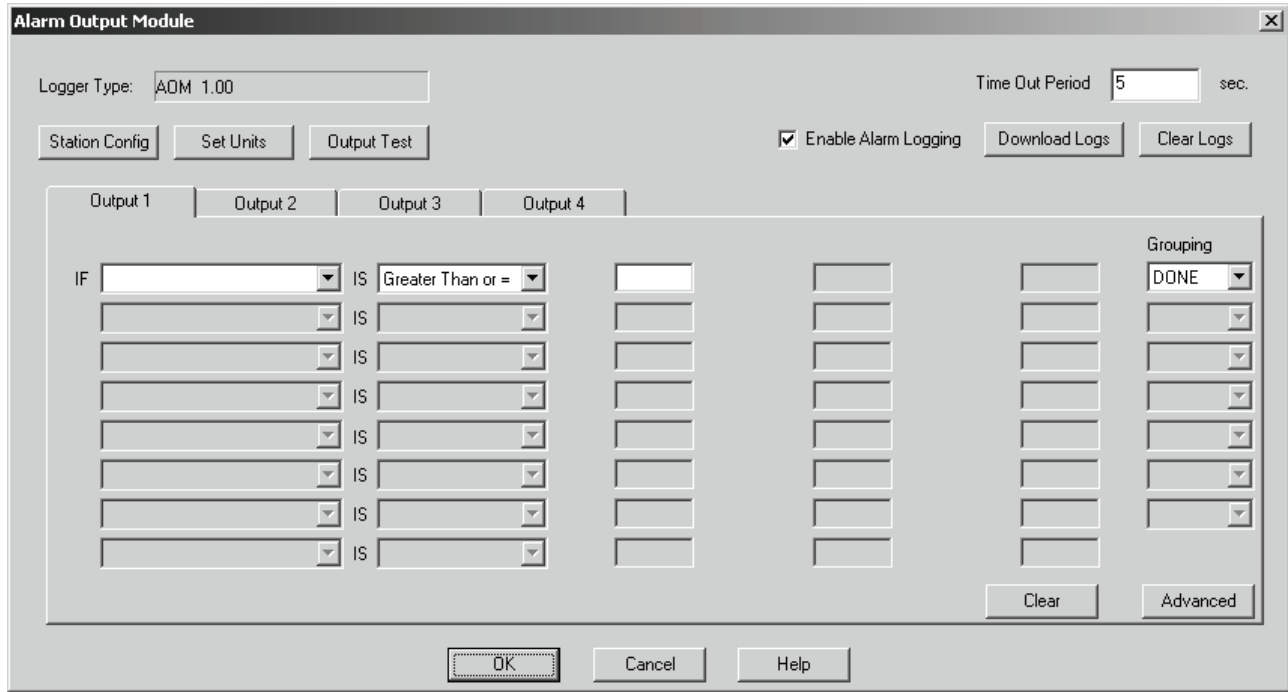 Alarm Output Module
Logger Type: AOM 1.00
Time Out Period 5 sec.
Station Config Set Units Output Test
Enable Alarm Logging Download Logs Clear Logs
Output 1 Output 2 Output 3 Output 4
Grouping
IF IS Greater Than or = DONE
IS
IS
IS
IS
IS
IS
IS
Clear Advanced
OK Cancel Help